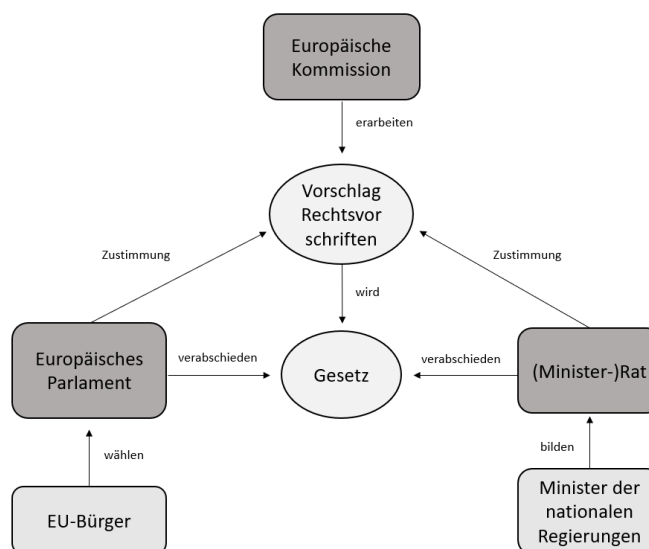 Europäische
Kommission
erarbeiten
Vorschlag
Rechtsvor
schriften
Zustimmung
Zustimmung
wird
Europäisches
Parlament
verabschieden
Gesetz
verabschieden
(Minister-)Rat
wählen
bilden
EU-Bürger
Minister der
nationalen
Regierungen